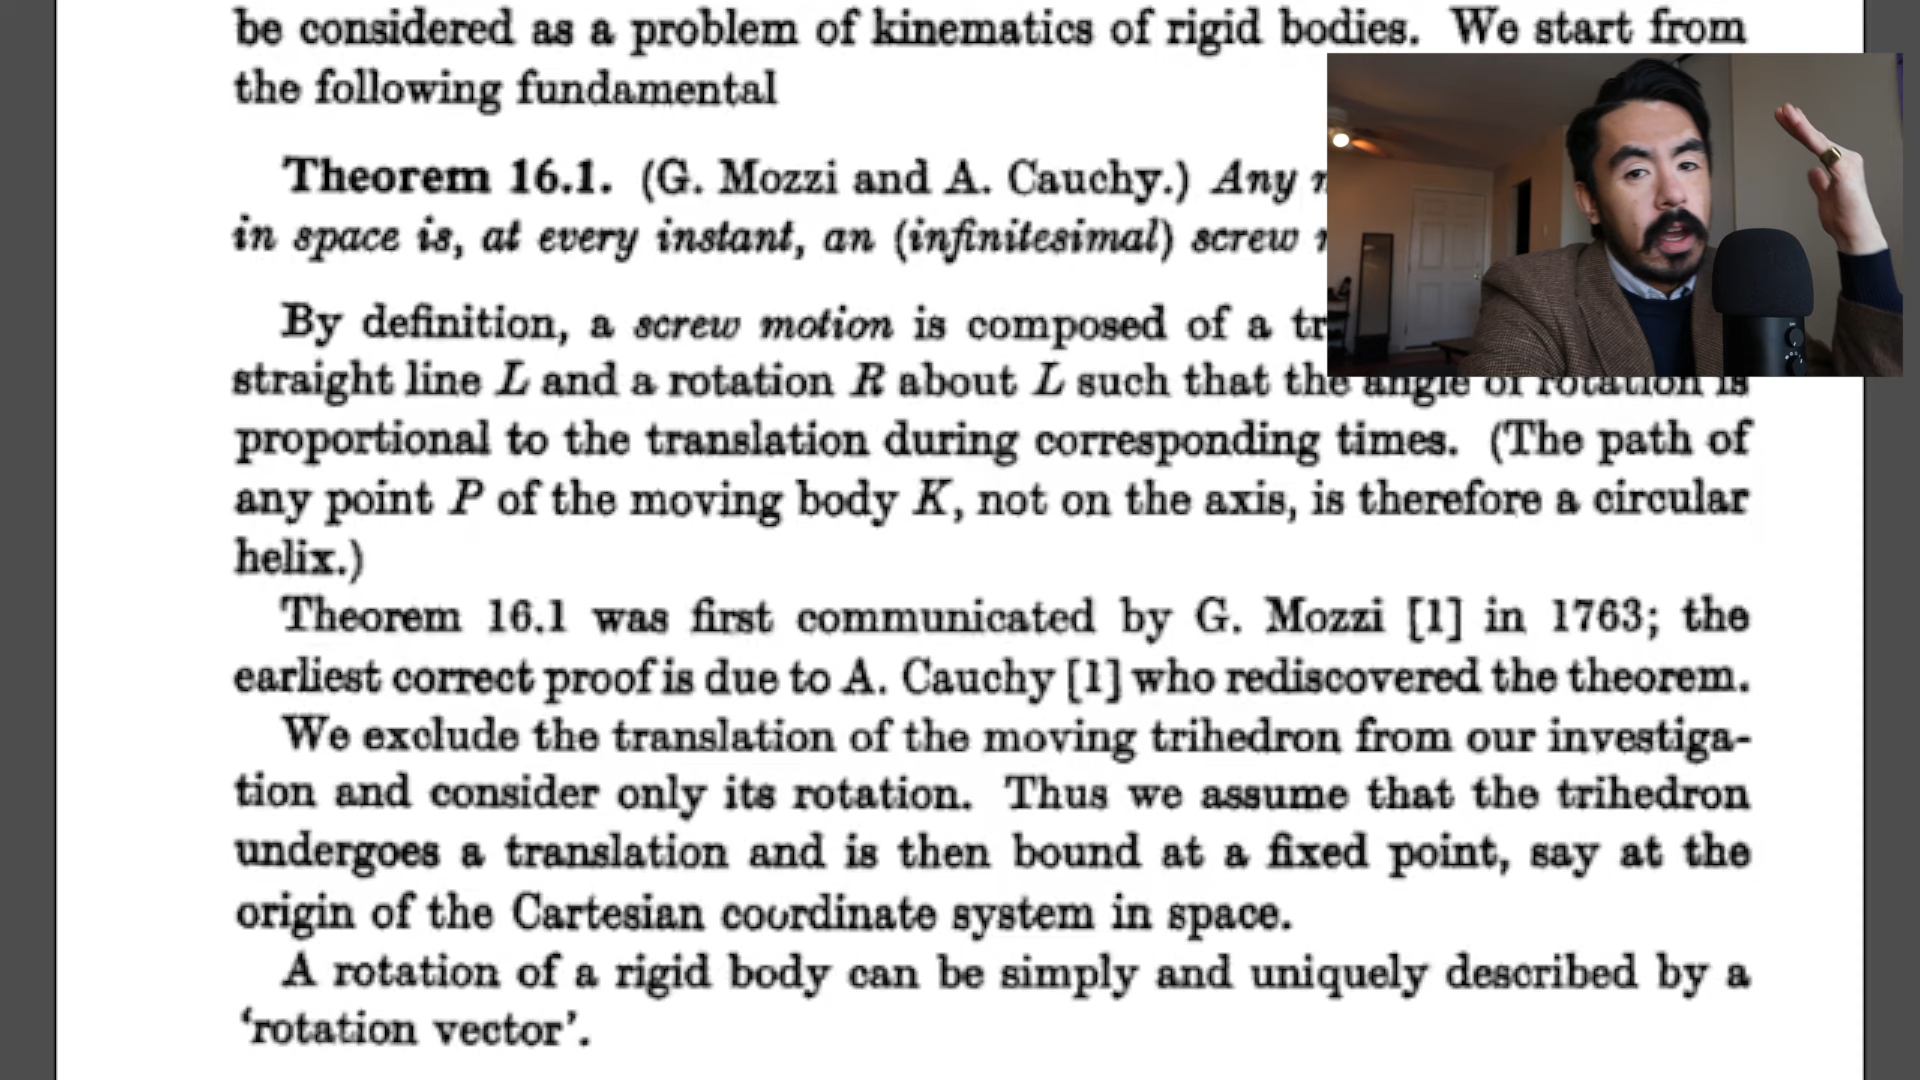 be considered as a problem of kinematics of rigid bodies. We start from
the following fundamental
Theorem 16.1. (G. Mozzi and A. Cauchy.) Any
in space is, at every instant, an (infinitesimal) screw
By definition, a screw motion is composed of a
straight line L and a rotation R about L such that the angle of rotation is
proportional to the translation during corresponding times. (The path of
any point P of the moving body K, not on the axis, is therefore a circular
helix.)
Theorem 16.1 was first communicated by G. Mozzi [1] in 1763; the
earliest correct proof is due to A. Cauchy [1] who rediscovered the theorem.
We exclude the translation of the moving trihedron from our investiga-
tion and consider only its rotation. Thus we assume that the trihedron
undergoes a translation and is then bound at a fixed point, say at the
origin of the Cartesian coordinate system in space.
A rotation of a rigid body can be simply and uniquely described by a
‘rotation vector’.